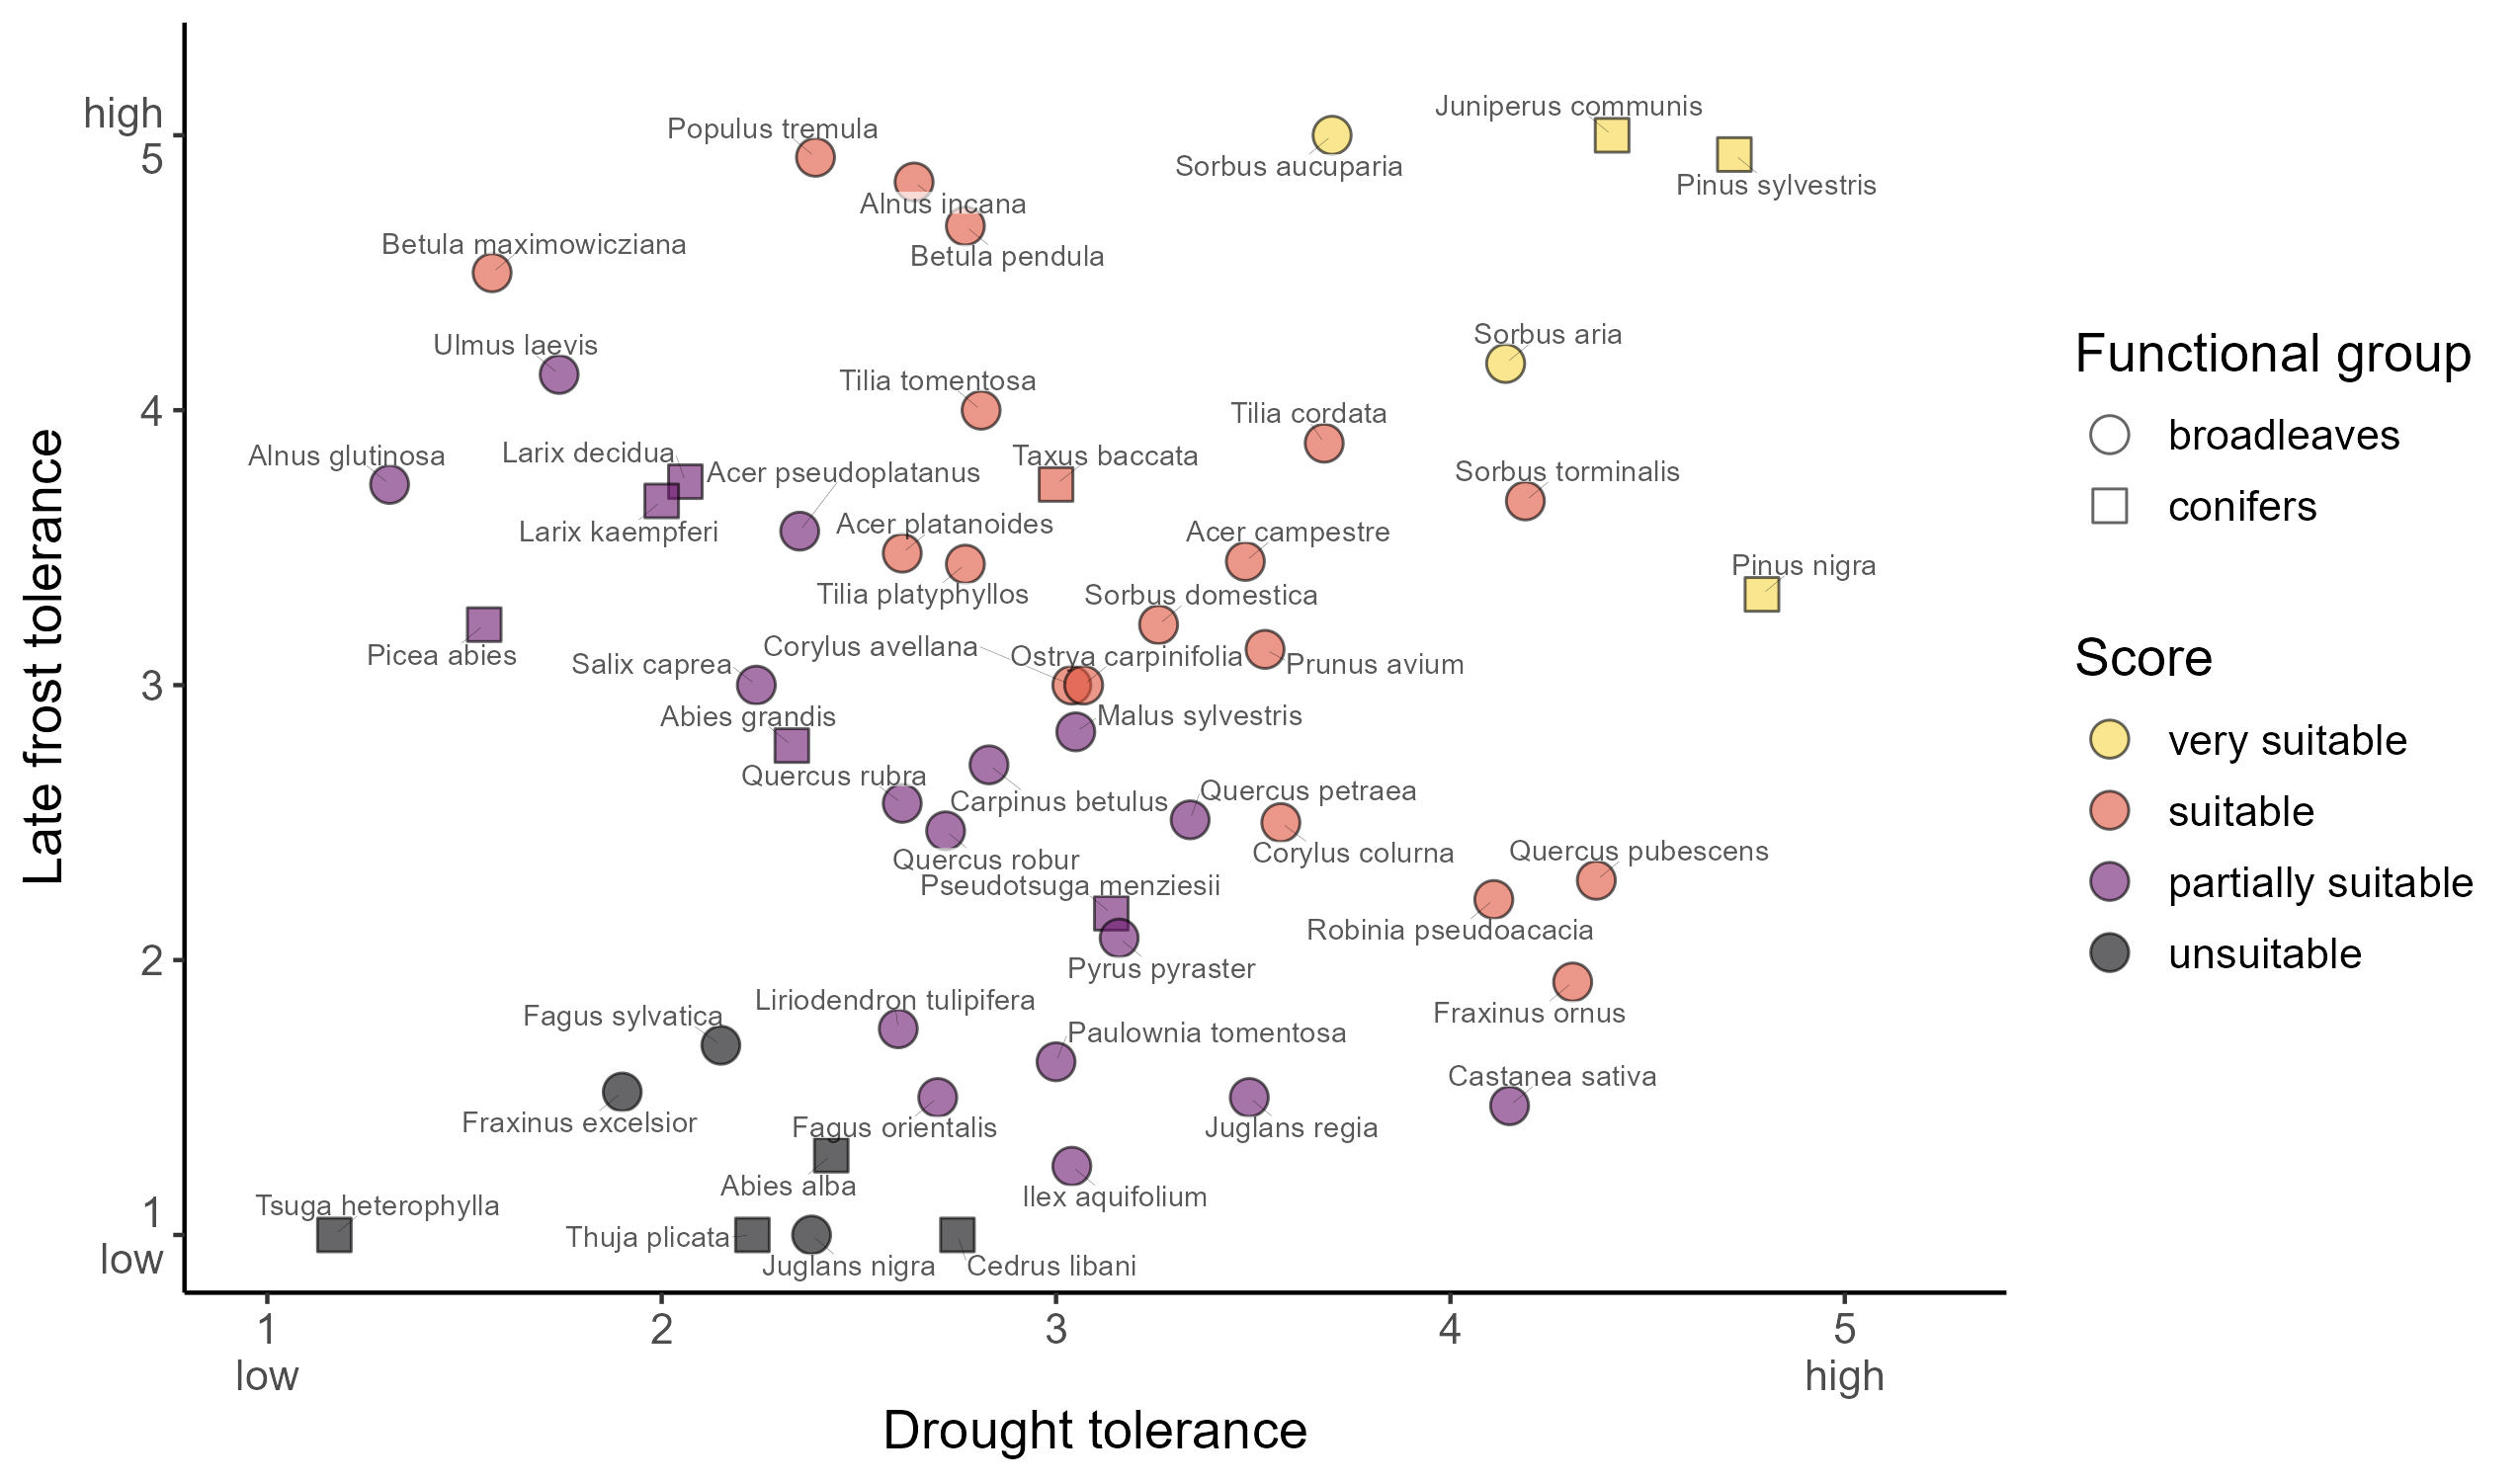 high
5
4
3
2
1
low
Late frost tolerance
Populus tremula
Juniperus communis
Sorbus aucuparia
Pinus sylvestris
Alnus incana
Betula pendula
Betula maximowicziana
Ulmus laevis
Sorbus aria
Tilia tomentosa
Tilia cordata
Alnus glutinosa
Larix decidua
Acer pseudoplatanus
Taxus baccata
Sorbus torminalis
Larix kaempferi
Acer platanoides
Acer campestre
Pinus nigra
Tilia platyphyllos
Sorbus domestica
Picea abies
Salix caprea
Corylus avellana
Ostrya carpinifolia
Prunus avium
Abies grandis
Malus sylvestris
Quercus rubra
Carpinus betulus
Quercus petraea
Quercus robur
Corylus colurna
Quercus pubescens
Pseudotsuga menziesii
Robinia pseudoacacia
Pyrus pyraster
Liriodendron tulipifera
Fraxinus ornus
Fagus sylvatica
Paulownia tomentosa
Castanea sativa
Fraxinus excelsior
Fagus orientalis
Juglans regia
Abies alba
Ilex aquifolium
Tsuga heterophylla
Thuja plicata
Juglans nigra
Cedrus libani
1
2
3
4
5
low
high
Drought tolerance
Functional group
broadleaves
conifers
Score
very suitable
suitable
partially suitable
unsuitable